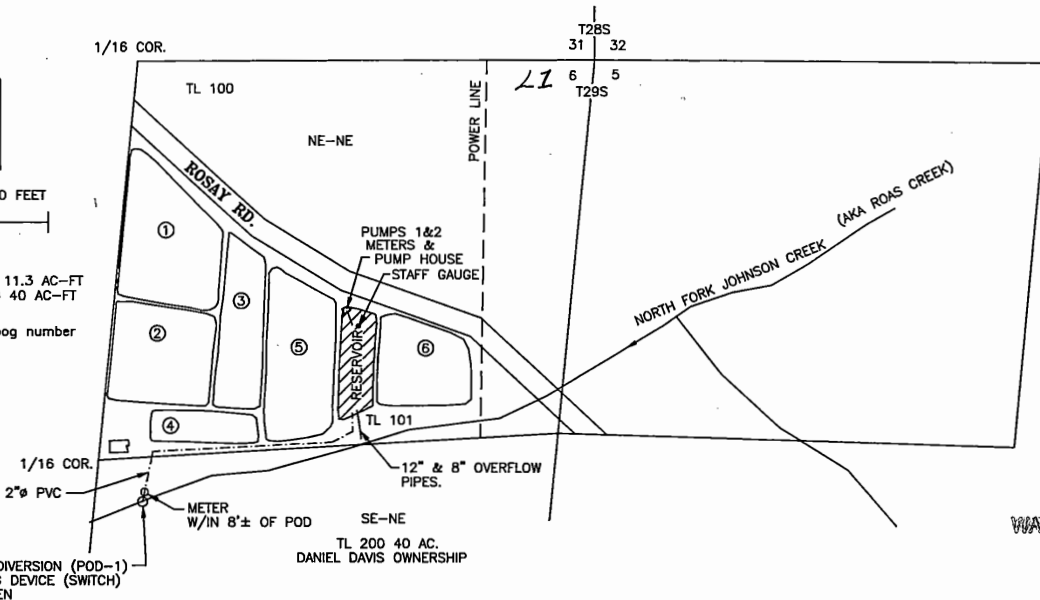 T28S
31 32
1/16 COR.
L1
6 5
T29S
TL 100
POWER LINE
NE-NE
ROSAY RD.
FEET
(AKA ROAS CREEK)
NORTH FORK JOHNSON CREEK
PUMPS 1&2
METERS &
PUMP HOUSE
STAFF GAUGE
11.3 AC-FT
40 AC-FT
number
①
②
③
④
⑤
⑥
RESERVOIR
TL 101
1/16 COR.
12" & 8" OVERFLOW
PIPES.
2"ø PVC
METER
W/IN 8'± OF POD
SE-NE
TL 200 40 AC.
DANIEL DAVIS OWNERSHIP
DIVERSION (POD-1)
DEVICE (SWITCH)